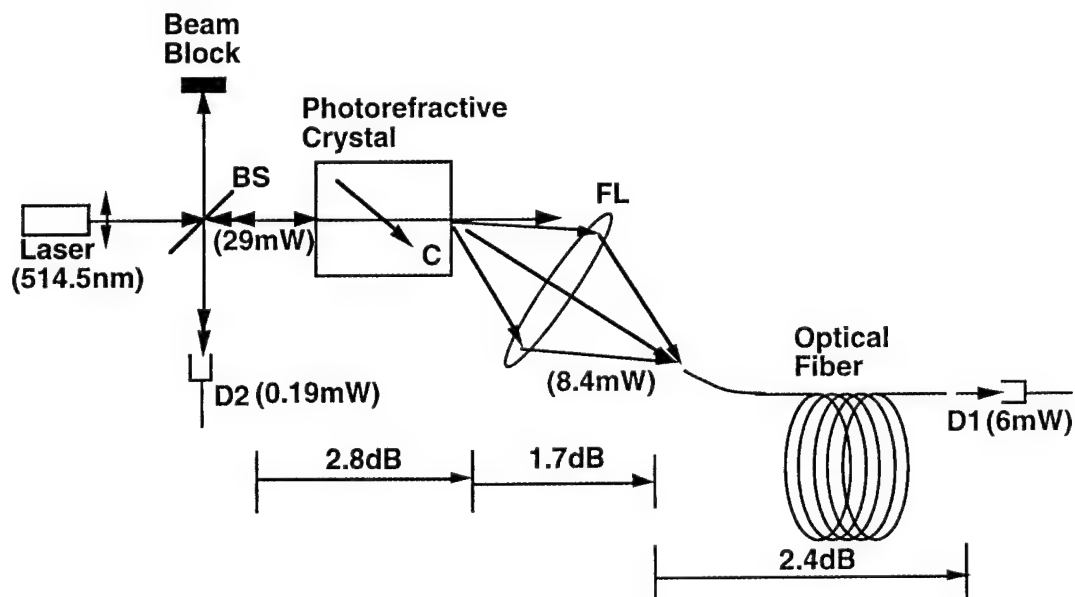 Beam
Block
Photorefractive
Crystal
BS
FL
(29mW)
C
Laser
(514.5nm)
Optical
Fiber
(8.4mW)
D2 (0.19mW)
D1 (6mW)
2.8dB
1.7dB
2.4dB